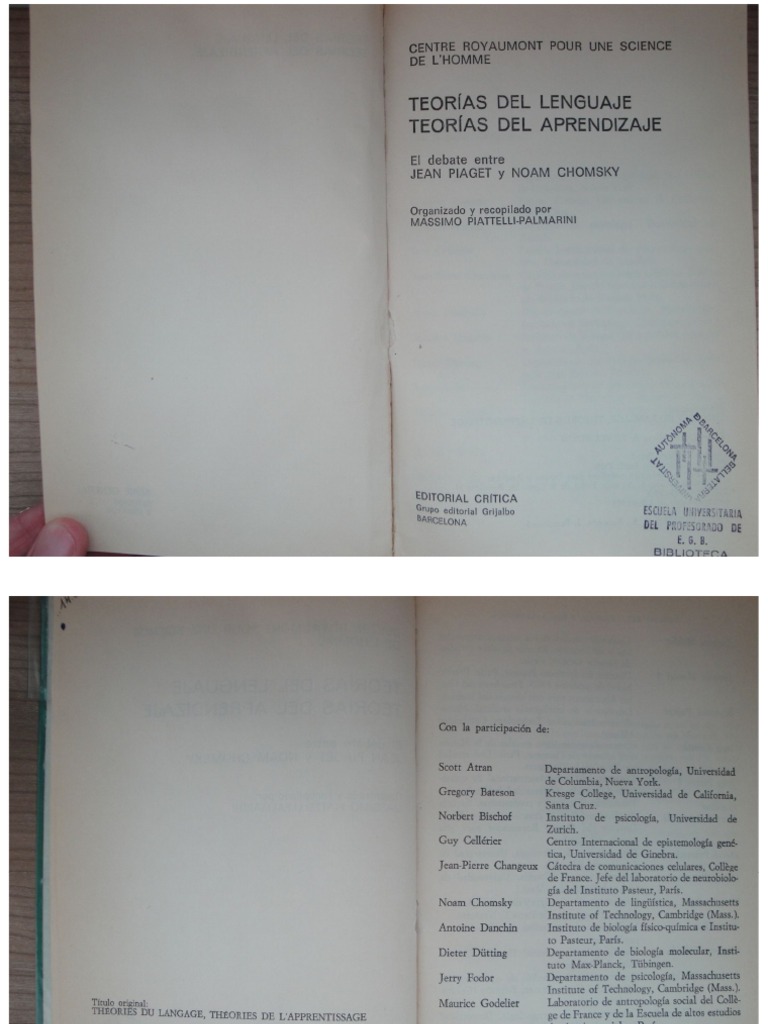 CENTRE ROYAUMONT POUR UNE SCIENCE
DE L'HOMME
TEORÍAS DEL LENGUAJE
TEORÍAS DEL APRENDIZAJE
El debate entre
JEAN PIAGET y NOAM CHOMSKY
Organizado y recopilado por
MASSIMO PIATTELLI-PALMARINI
EDITORIAL CRÍTICA
Grupo editorial Grijalbo
BARCELONA
UNIVERSITAT AUTÒNOMA DE BARCELONA
BELLATERRA
ESCUELA UNIVERSITARIA
DEL PROFESORADO DE
E. G. B.
BIBLIOTECA
Título original:
THÉORIES DU LANGAGE, THÉORIES DE L'APPRENTISSAGE
Con la participación de:
Scott Atran Departamento de antropología, Universidad
de Columbia, Nueva York.
Gregory Bateson Kresge College, Universidad de California,
Santa Cruz.
Norbert Bischof Instituto de psicología, Universidad de
Zurich.
Guy Cellérier Centro Internacional de epistemología gené-
tica, Universidad de Ginebra.
Jean-Pierre Changeux Cátedra de comunicaciones celulares, Collège
de France. Jefe del laboratorio de neurobiolo-
gía del Instituto Pasteur, París.
Noam Chomsky Departamento de lingüística, Massachusetts
Institute of Technology, Cambridge (Mass.).
Antoine Danchin Instituto de biología físico-química e Institu-
to Pasteur, París.
Dieter Dütting Departamento de biología molecular, Insti-
tuto Max-Planck, Tübingen.
Jerry Fodor Departamento de psicología, Massachusetts
Institute of Technology, Cambridge (Mass.).
Maurice Godelier Laboratorio de antropología social del Collè-
ge de France y de la Escuela de altos estudios